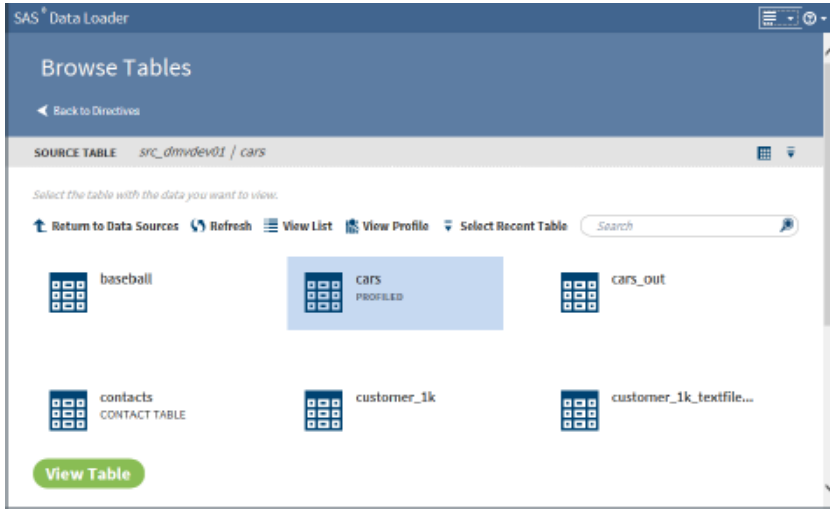 SAS® Data Loader
Browse Tables
Back to Directives
SOURCE TABLE src_dmvdev01 / cars
Select the table with the data you want to view.
Return to Data Sources Refresh View List View Profile Select Recent Table Search
baseball cars cars_out
PROFILED
contacts customer_1k customer_1k_textfile...
CONTACT TABLE
View Table